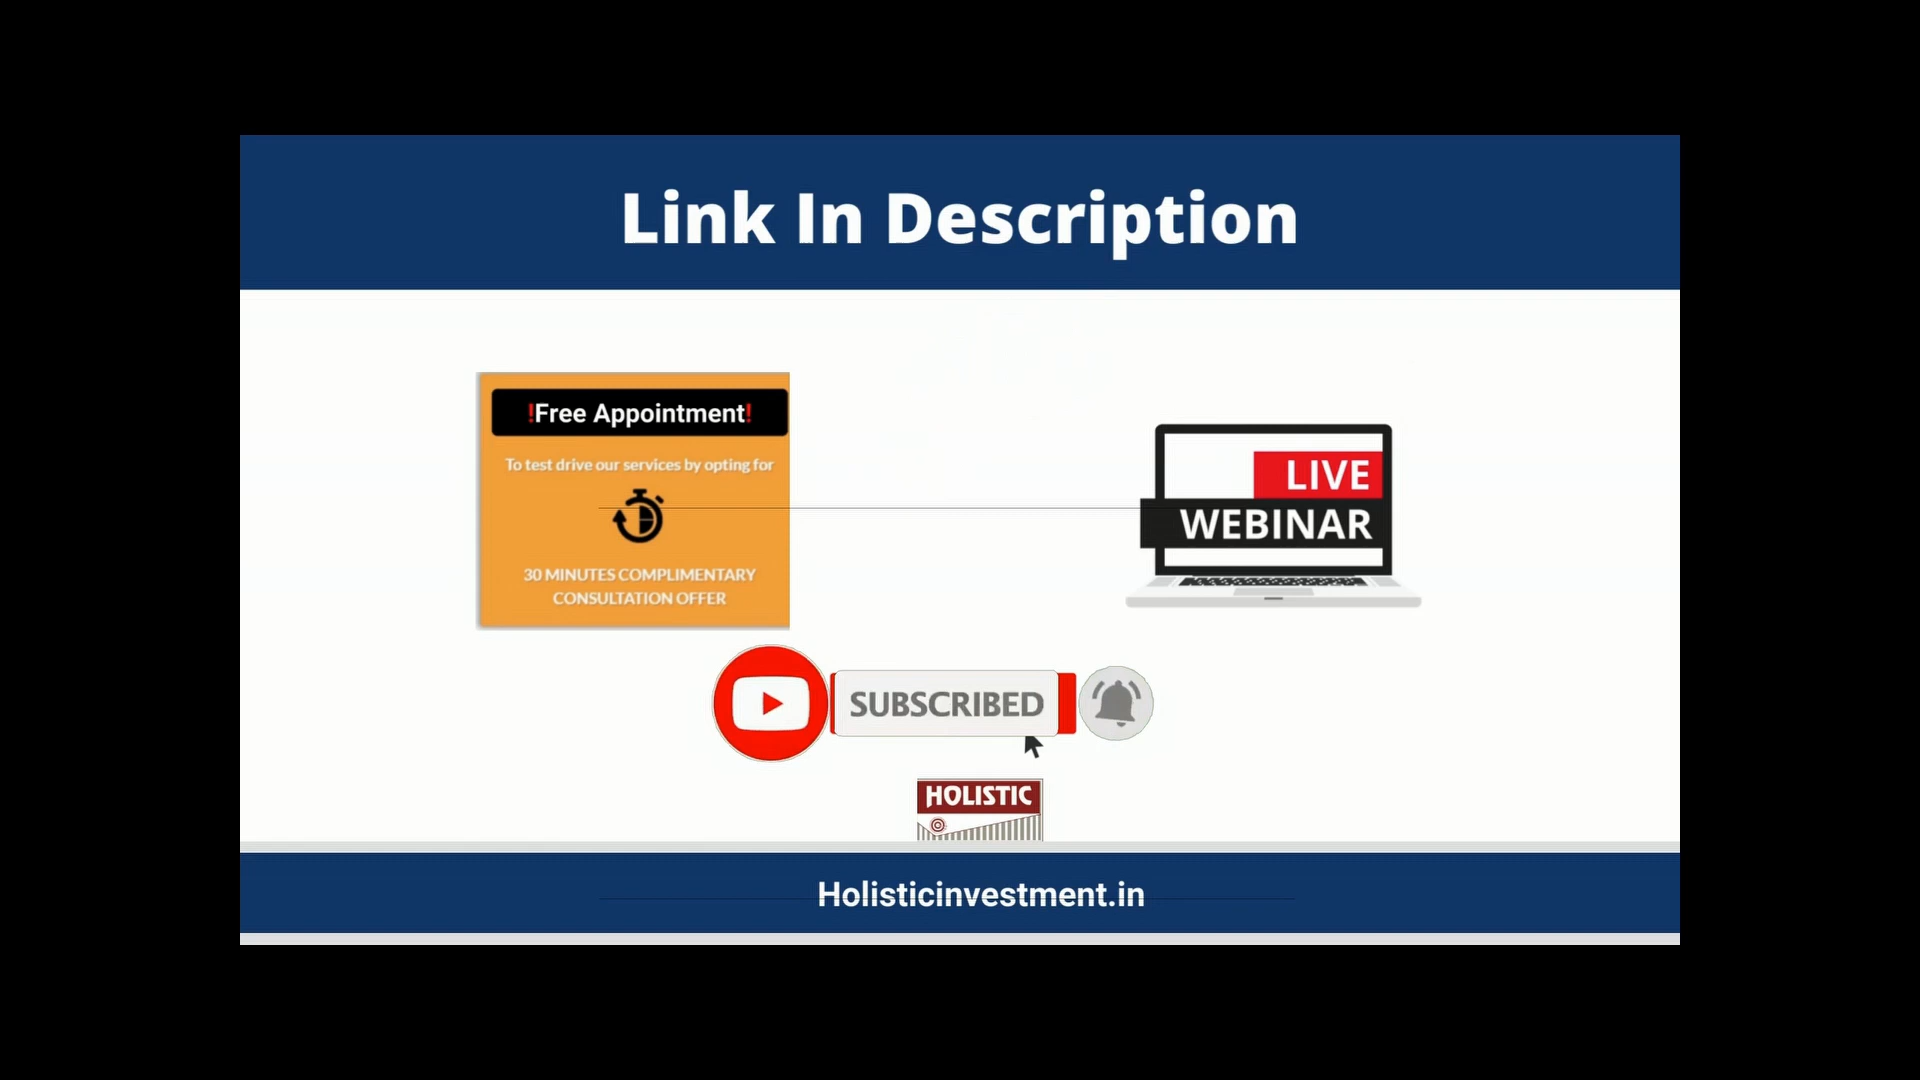 Link In Description
!Free Appointment!
To test drive our services by opting for
30 MINUTES COMPLIMENTARY
CONSULTATION OFFER
LIVE
WEBINAR
SUBSCRIBED
HOLISTIC
Holisticinvestment.in